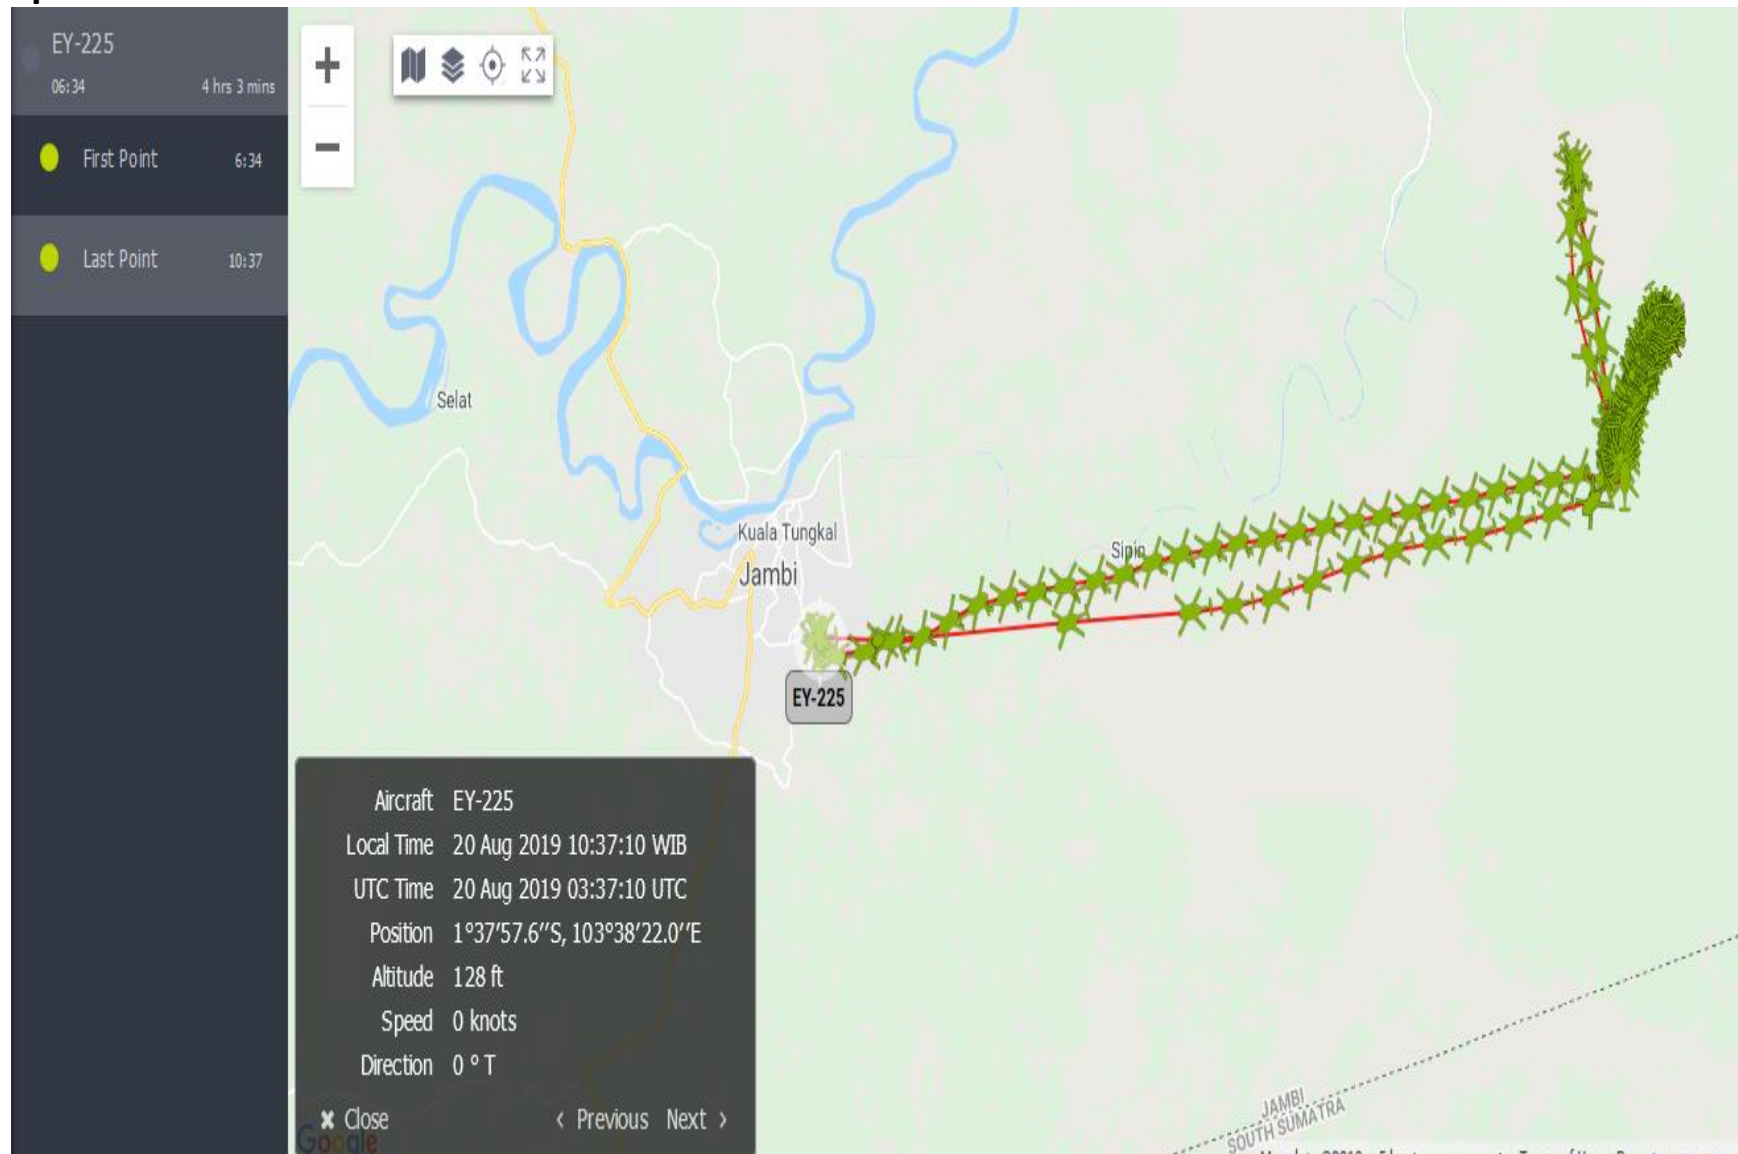 EY-225
06:34 4 hrs 3 mins
First Point 6:34
Last Point 10:37
Selat
Kuala Tungkal
Jambi
Sipin
EY-225
Aircraft EY-225
Local Time 20 Aug 2019 10:37:10 WIB
UTC Time 20 Aug 2019 03:37:10 UTC
Position 1°37'57.6''S, 103°38'22.0''E
Altitude 128 ft
Speed 0 knots
Direction 0 ° T
✖ Close ‹ Previous Next ›
Google
JAMBI
SOUTH SUMATRA